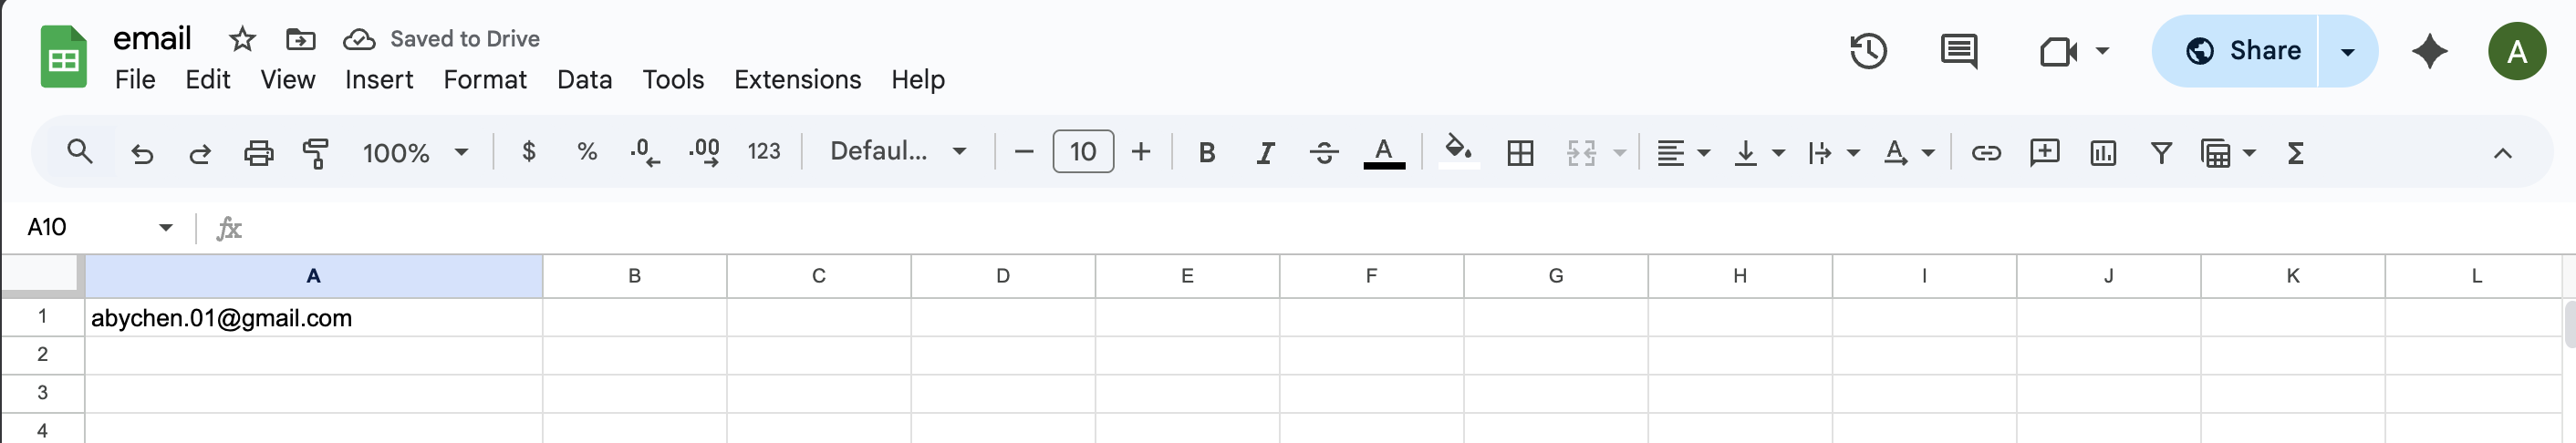 email Saved to Drive
File Edit View Insert Format Data Tools Extensions Help
Share A
100% $ % .0 .00 123 Defaul... 10 B I S A A Σ
A10 fx
A B C D E F G H I J K L
1 abychen.01@gmail.com
2
3
4